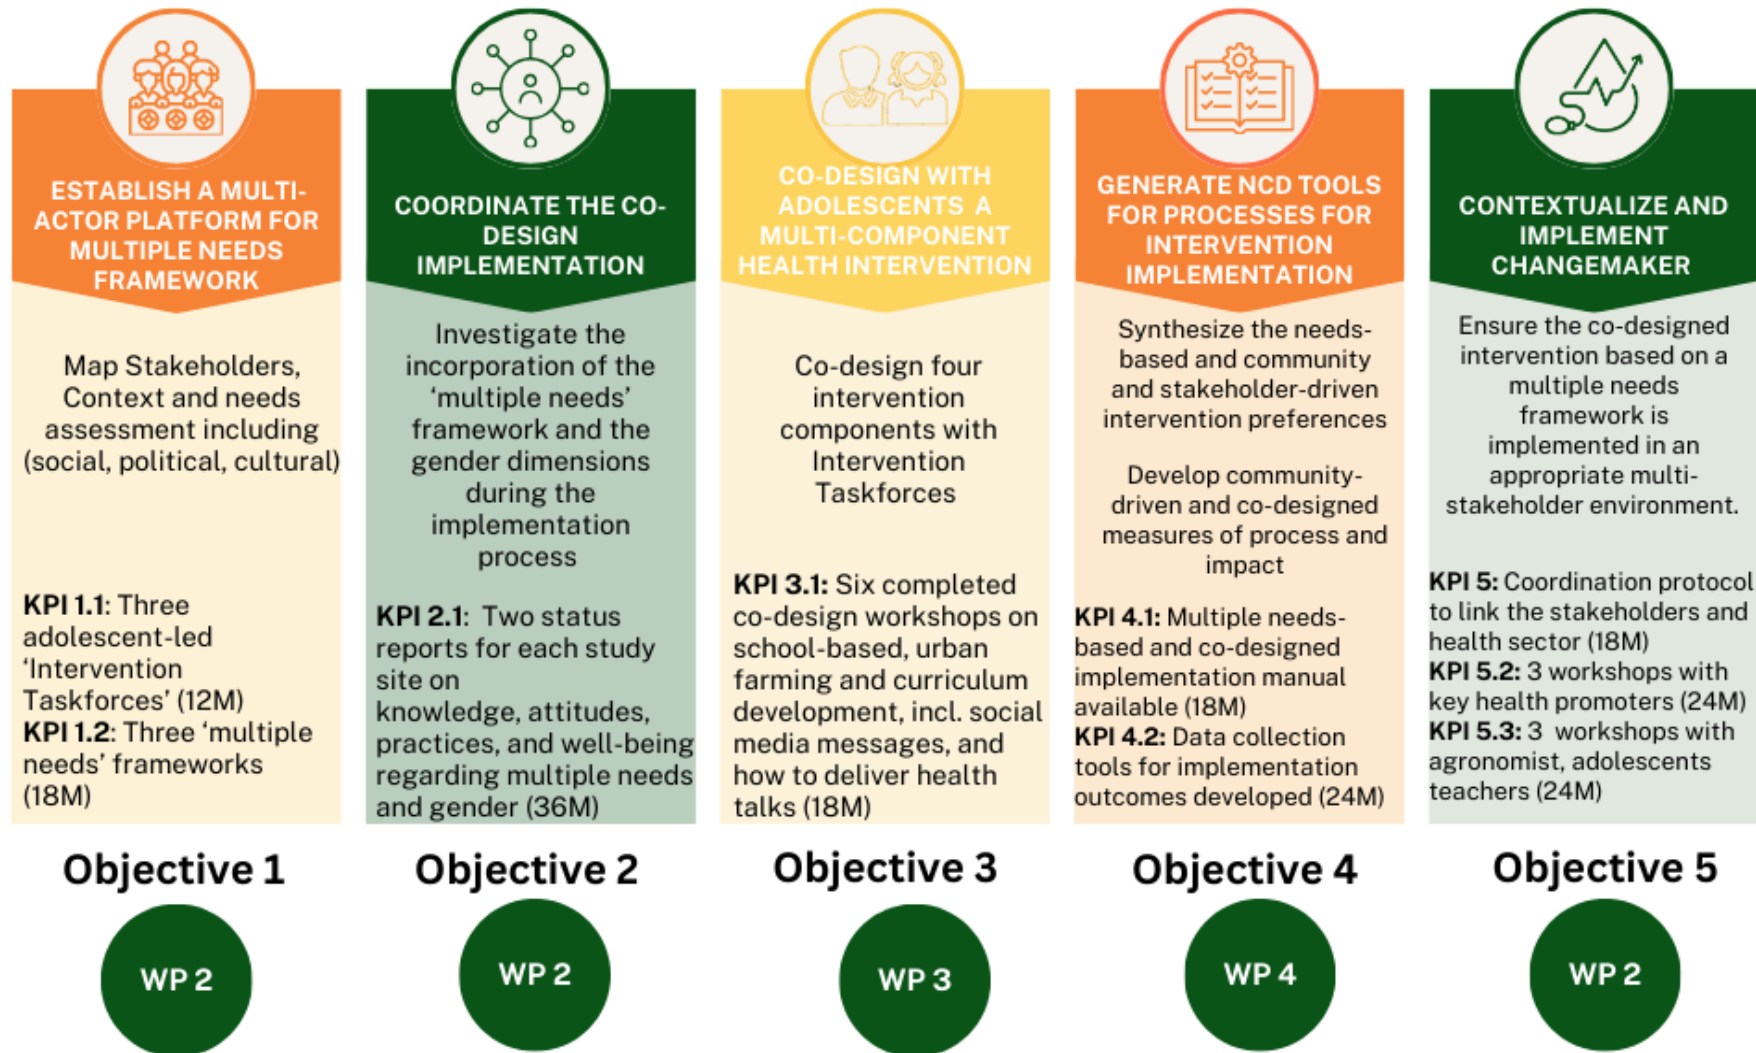 ESTABLISH A MULTI-
ACTOR PLATFORM FOR
MULTIPLE NEEDS
FRAMEWORK
Map Stakeholders,
Context and needs
assessment including
(social, political, cultural)
KPI 1.1: Three
adolescent-led
‘Intervention
Taskforces’ (12M)
KPI 1.2: Three ‘multiple
needs’ frameworks
(18M)
Objective 1
WP 2
COORDINATE THE CO-
DESIGN
IMPLEMENTATION
Investigate the
incorporation of the
‘multiple needs’
framework and the
gender dimensions
during the
implementation
process
KPI 2.1: Two status
reports for each study
site on
knowledge, attitudes,
practices, and well-being
regarding multiple needs
and gender (36M)
Objective 2
WP 2
CO-DESIGN WITH
ADOLESCENTS A
MULTI-COMPONENT
HEALTH INTERVENTION
Co-design four
intervention
components with
Intervention
Taskforces
KPI 3.1: Six completed
co-design workshops on
school-based, urban
farming and curriculum
development, incl. social
media messages, and
how to deliver health
talks (18M)
Objective 3
WP 3
GENERATE NCD TOOLS
FOR PROCESSES FOR
INTERVENTION
IMPLEMENTATION
Synthesize the needs-
based and community
and stakeholder-driven
intervention preferences
Develop community-
driven and co-designed
measures of process and
impact
KPI 4.1: Multiple needs-
based and co-designed
implementation manual
available (18M)
KPI 4.2: Data collection
tools for implementation
outcomes developed (24M)
Objective 4
WP 4
CONTEXTUALIZE AND
IMPLEMENT
CHANGEMAKER
Ensure the co-designed
intervention based on a
multiple needs
framework is
implemented in an
appropriate multi-
stakeholder environment.
KPI 5: Coordination protocol
to link the stakeholders and
health sector (18M)
KPI 5.2: 3 workshops with
key health promoters (24M)
KPI 5.3: 3 workshops with
agronomist, adolescents
teachers (24M)
Objective 5
WP 2